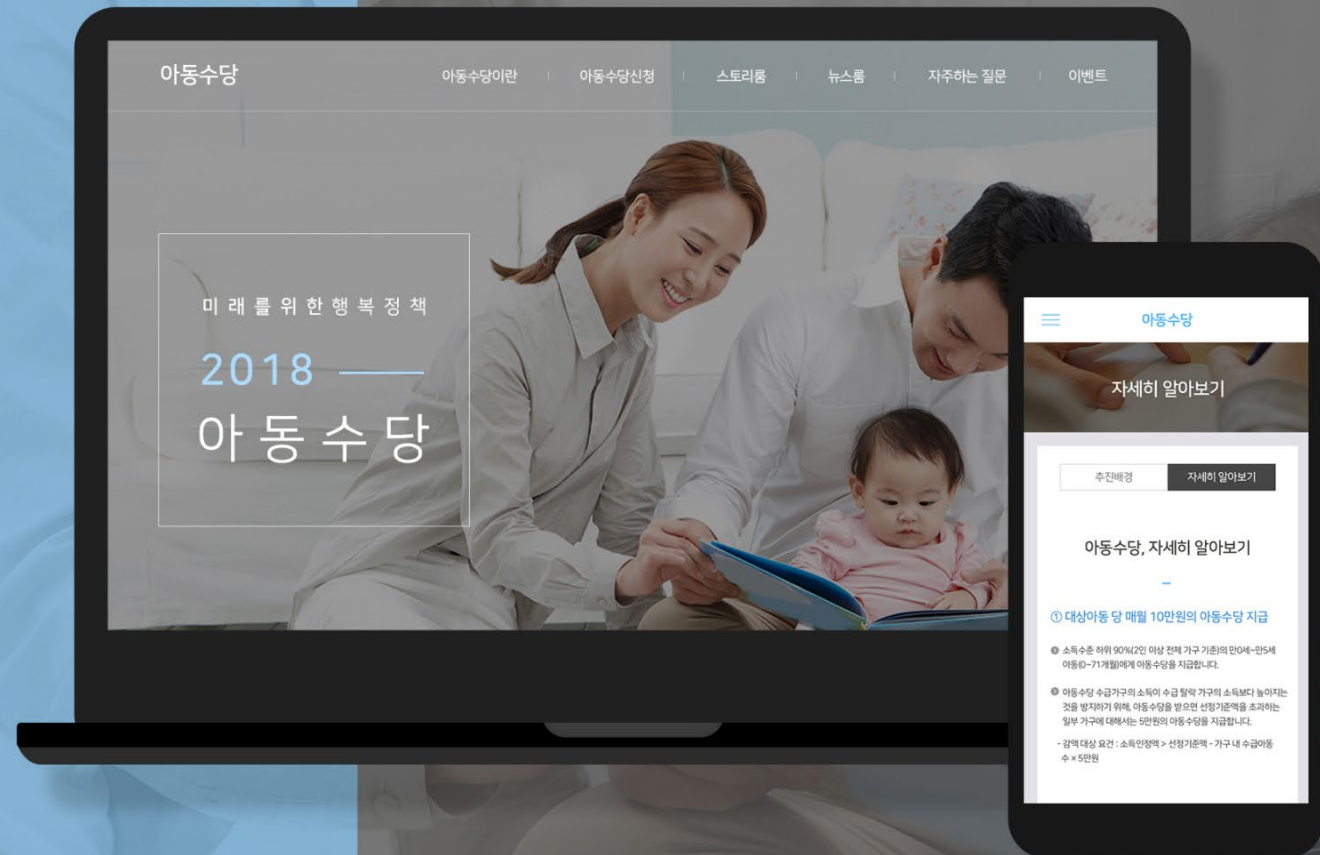 아동수당
아동수당이란 | 아동수당신청 | 스토리룸 | 뉴스룸 | 자주하는 질문 | 이벤트
미래를위한행복정책
2018
아동수당
아동수당
자세히 알아보기
추진배경 자세히 알아보기
아동수당, 자세히 알아보기
① 대상아동 당 매월 10만원의 아동수당 지급
소득수준 하위 90%(2인 이상 전체 가구 기준)의 만0세~만5세
아동(0~71개월)에게 아동수당을 지급합니다.
아동수당 수급가구의 소득이 수급 탈락 가구의 소득보다 높아지는
것을 방지하기 위해, 아동수당을 받으면 선정기준액을 초과하는
일부 가구에 대해서는 5만원의 아동수당을 지급합니다.
- 감액 대상 요건 : 소득인정액 > 선정기준액 - 가구 내 수급아동
수 × 5만원